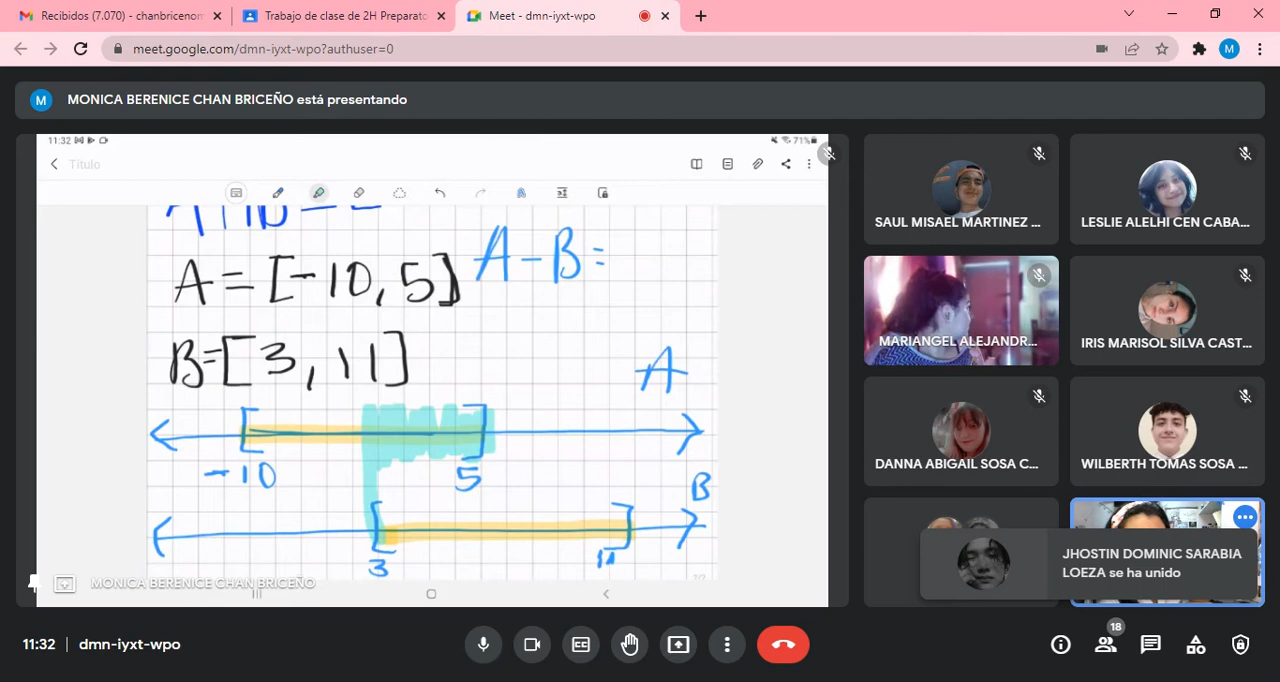 Recibidos (7.070) - chanbricenom
Trabajo de clase de 2H Preparato
Meet - dmn-iyxt-wpo
meet.google.com/dmn-iyxt-wpo?authuser=0
M
M
MONICA BERENICE CHAN BRICEÑO está presentando
11:32
71%
Título
A = [-10, 5]
A - B =
B = [3, 11]
A
-10
5
B
3
11
MONICA BERENICE CHAN BRICEÑO
SAUL MISAEL MARTINEZ ...
LESLIE ALELHI CEN CABA...
MARIANGEL ALEJANDR...
IRIS MARISOL SILVA CAST...
DANNA ABIGAIL SOSA C...
WILBERTH TOMAS SOSA ...
JHOSTIN DOMINIC SARABIA
LOEZA se ha unido
11:32 | dmn-iyxt-wpo
18